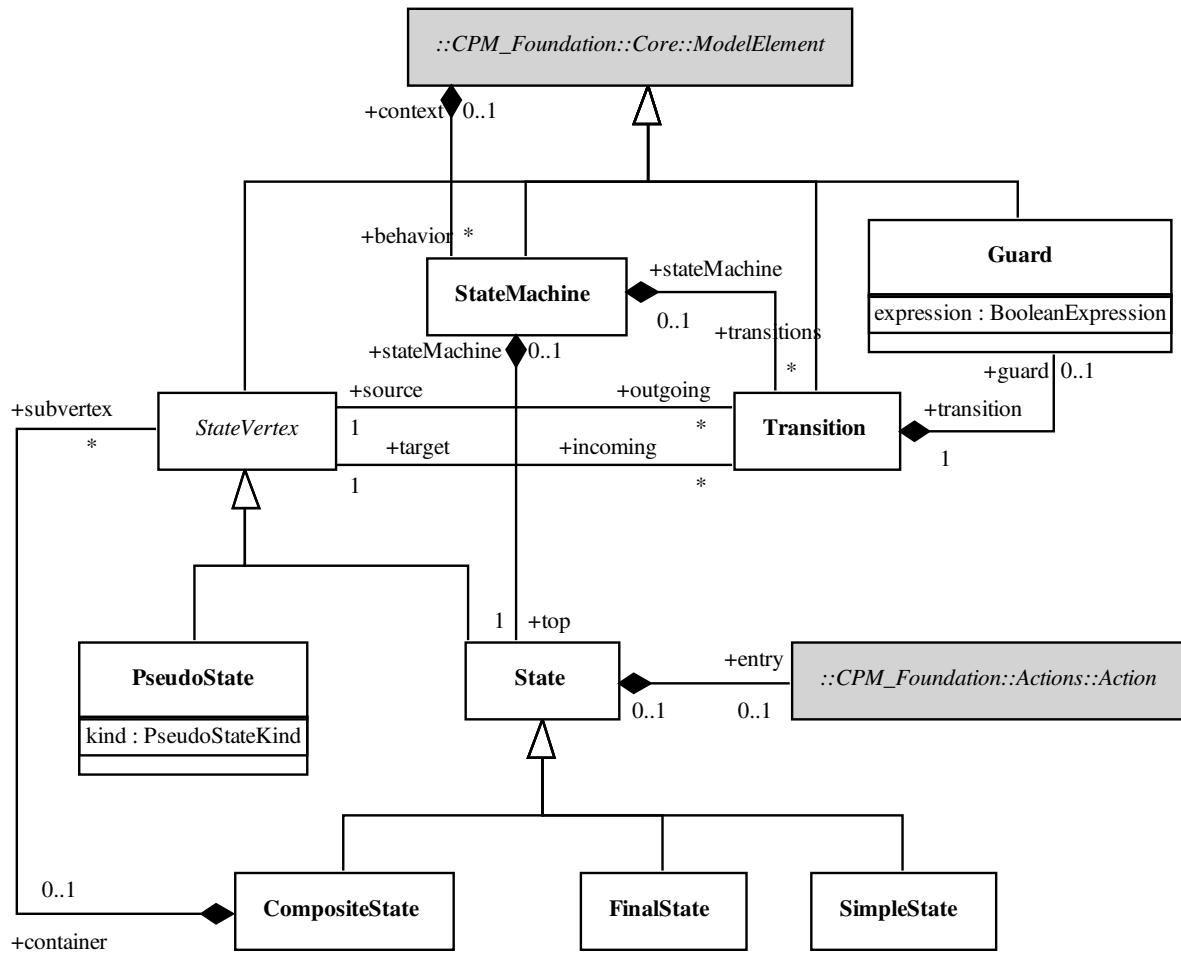 ::CPM_Foundation::Core::ModelElement
+context 0..1
+behavior *
Guard
+stateMachine
StateMachine
expression : BooleanExpression
0..1
+transitions
+stateMachine 0..1
*
+guard 0..1
+subvertex
+source
+outgoing
+transition
*
StateVertex
1
*
Transition
+target
+incoming
1
1
*
1
+top
PseudoState
State
+entry
::CPM_Foundation::Actions::Action
0..1
0..1
kind : PseudoStateKind
0..1
CompositeState
FinalState
SimpleState
+container